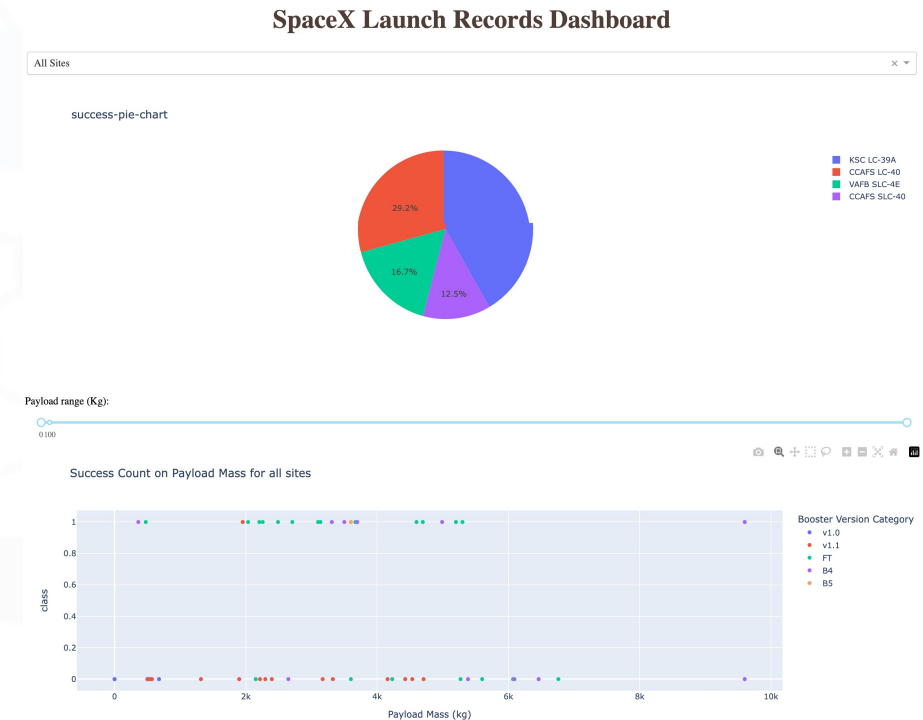 SpaceX Launch Records Dashboard
All Sites
success-pie-chart
KSC LC-39A
CCAFS LC-40
VAFB SLC-4E
CCAFS SLC-40
29.2%
16.7%
12.5%
Payload range (Kg):
0 100
Success Count on Payload Mass for all sites
Booster Version Category
v1.0
v1.1
FT
B4
B5
1
0.8
0.6
0.4
0.2
0
class
0 2k 4k 6k 8k 10k
Payload Mass (kg)